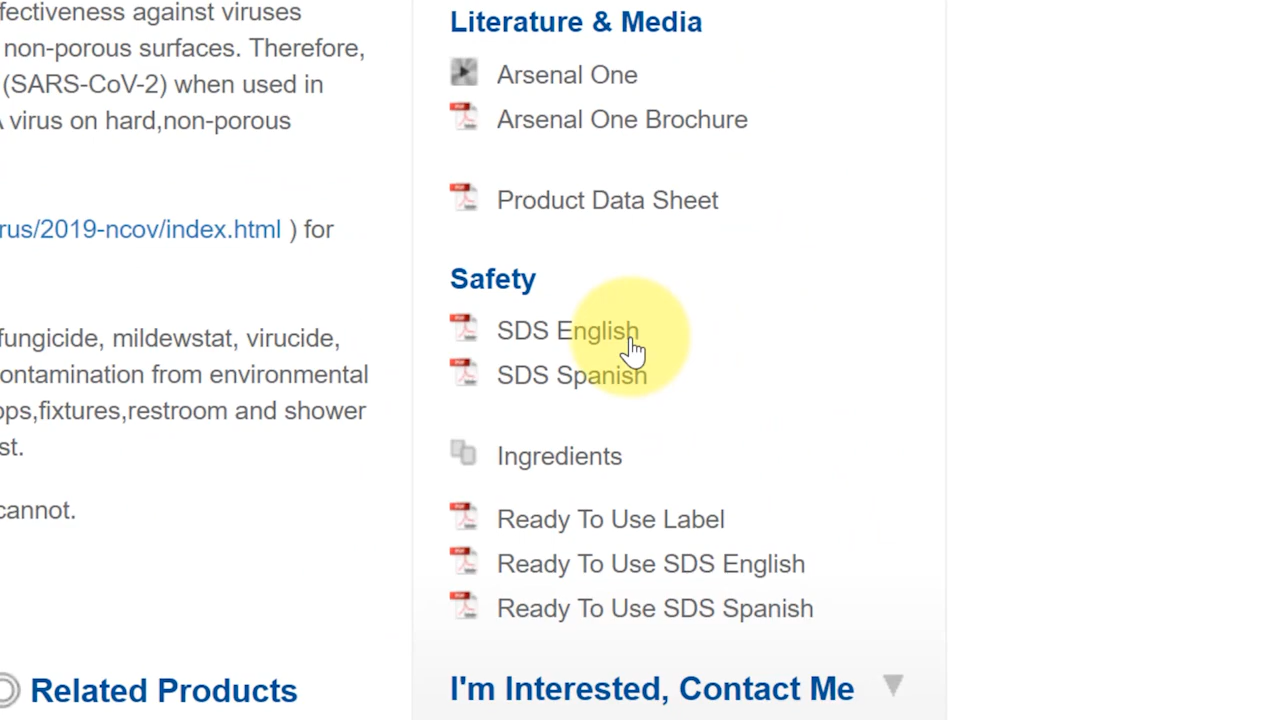 fectiveness against viruses
non-porous surfaces. Therefore,
(SARS-CoV-2) when used in
virus on hard,non-porous
rus/2019-ncov/index.html ) for
fungicide, mildewstat, virucide,
ontamination from environmental
ops,fixtures,restroom and shower
st.
cannot.
Related Products
Literature & Media
Arsenal One
Arsenal One Brochure
Product Data Sheet
Safety
SDS English
SDS Spanish
Ingredients
Ready To Use Label
Ready To Use SDS English
Ready To Use SDS Spanish
I'm Interested, Contact Me